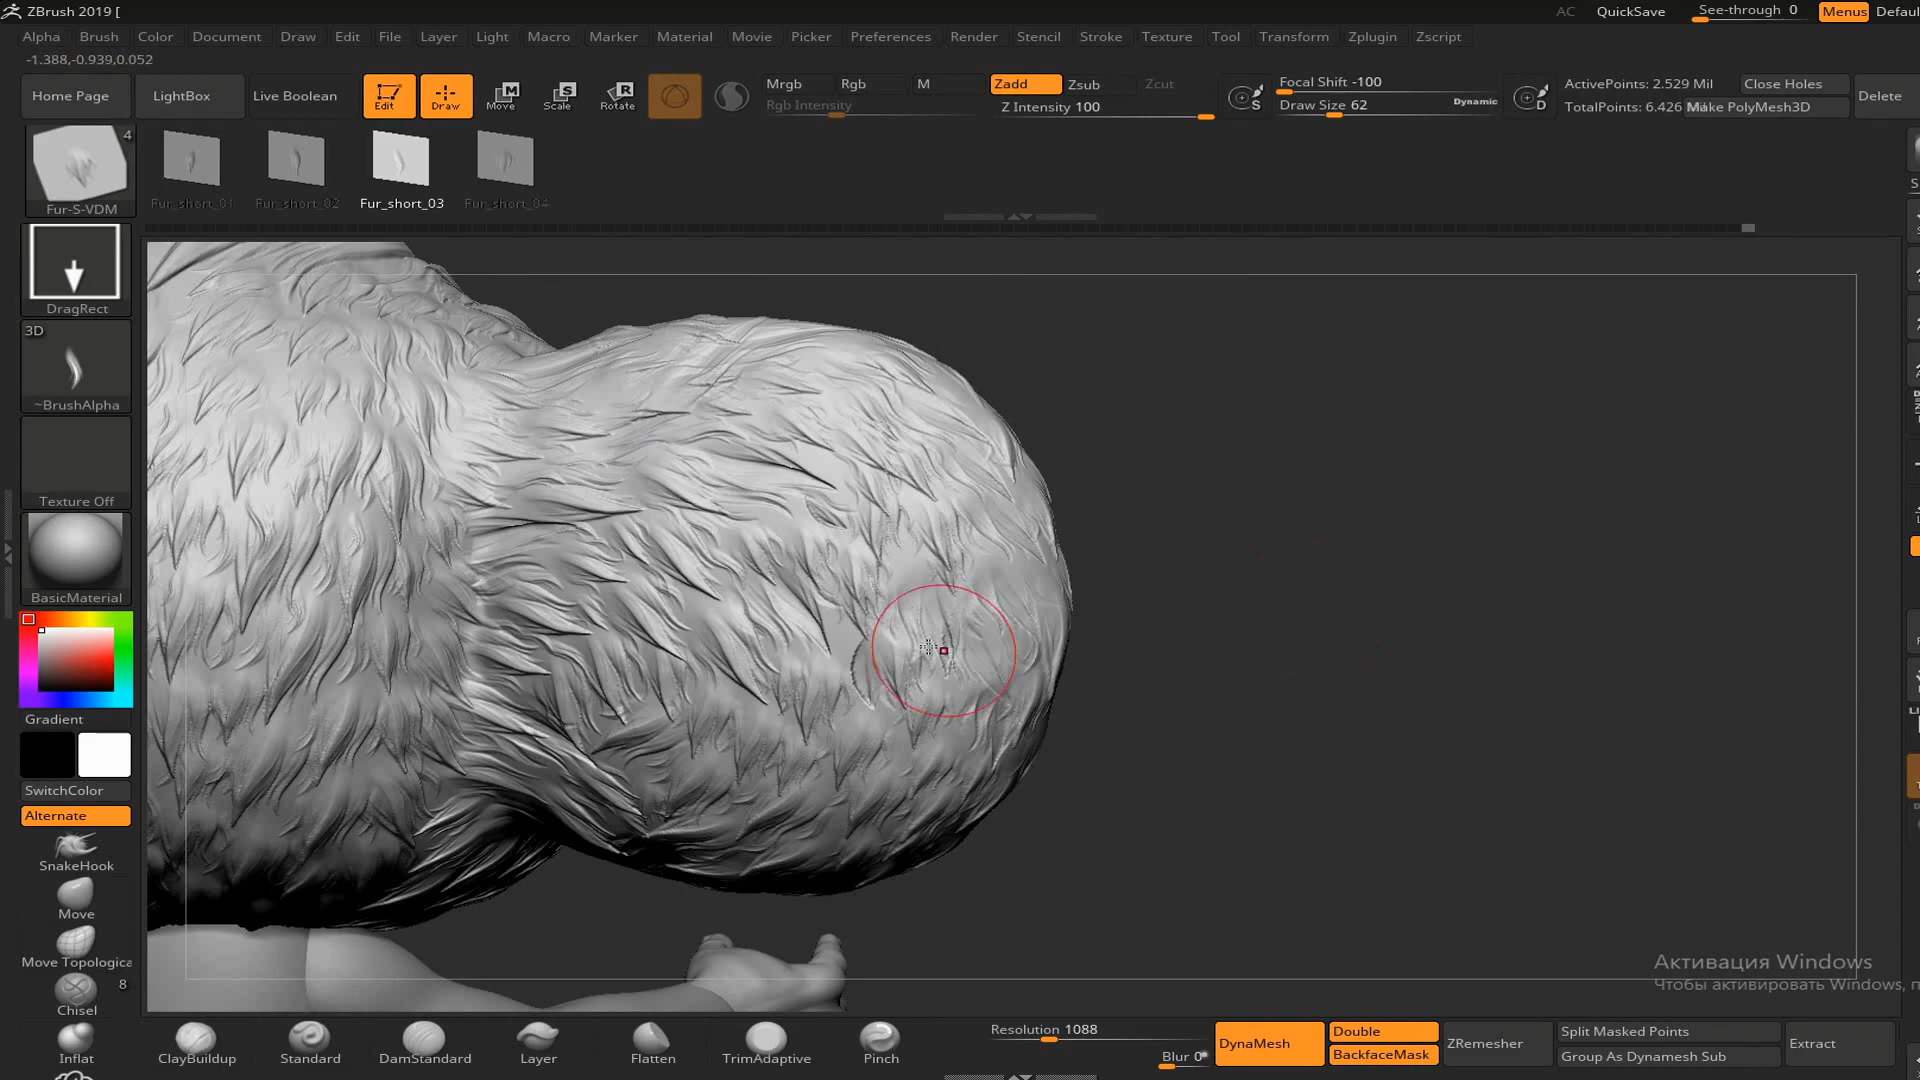 ZBrush 2019 [
AC QuickSave See-through 0 Menus Defaul
Alpha Brush Color Document Draw Edit File Layer Light Macro Marker Material Movie Picker Preferences Render Stencil Stroke Texture Tool Transform Zplugin Zscript
-1.388,-0.939,0.052
Home Page LightBox Live Boolean Edit Draw Move Scale Rotate
Mrgb Rgb M Zadd Zsub Zcut
Rgb Intensity Z Intensity 100
Focal Shift -100
Draw Size 62 Dynamic
ActivePoints: 2.529 Mil Close Holes
TotalPoints: 6.426 Make PolyMesh3D
Delete
4
Fur-S-VDM Fur_short_01 Fur_short_02 Fur_short_03 Fur_short_04
DragRect
3D
~BrushAlpha
Texture Off
BasicMaterial
Gradient
SwitchColor
Alternate
SnakeHook
Move
Move Topologica
8
Chisel
Inflat
Активация Windows
Чтобы активировать Windows, п
ClayBuildup Standard DamStandard Layer Flatten TrimAdaptive Pinch
Resolution 1088
Blur 0
DynaMesh
Double
BackfaceMask
ZRemesher
Split Masked Points
Group As Dynamesh Sub
Extract